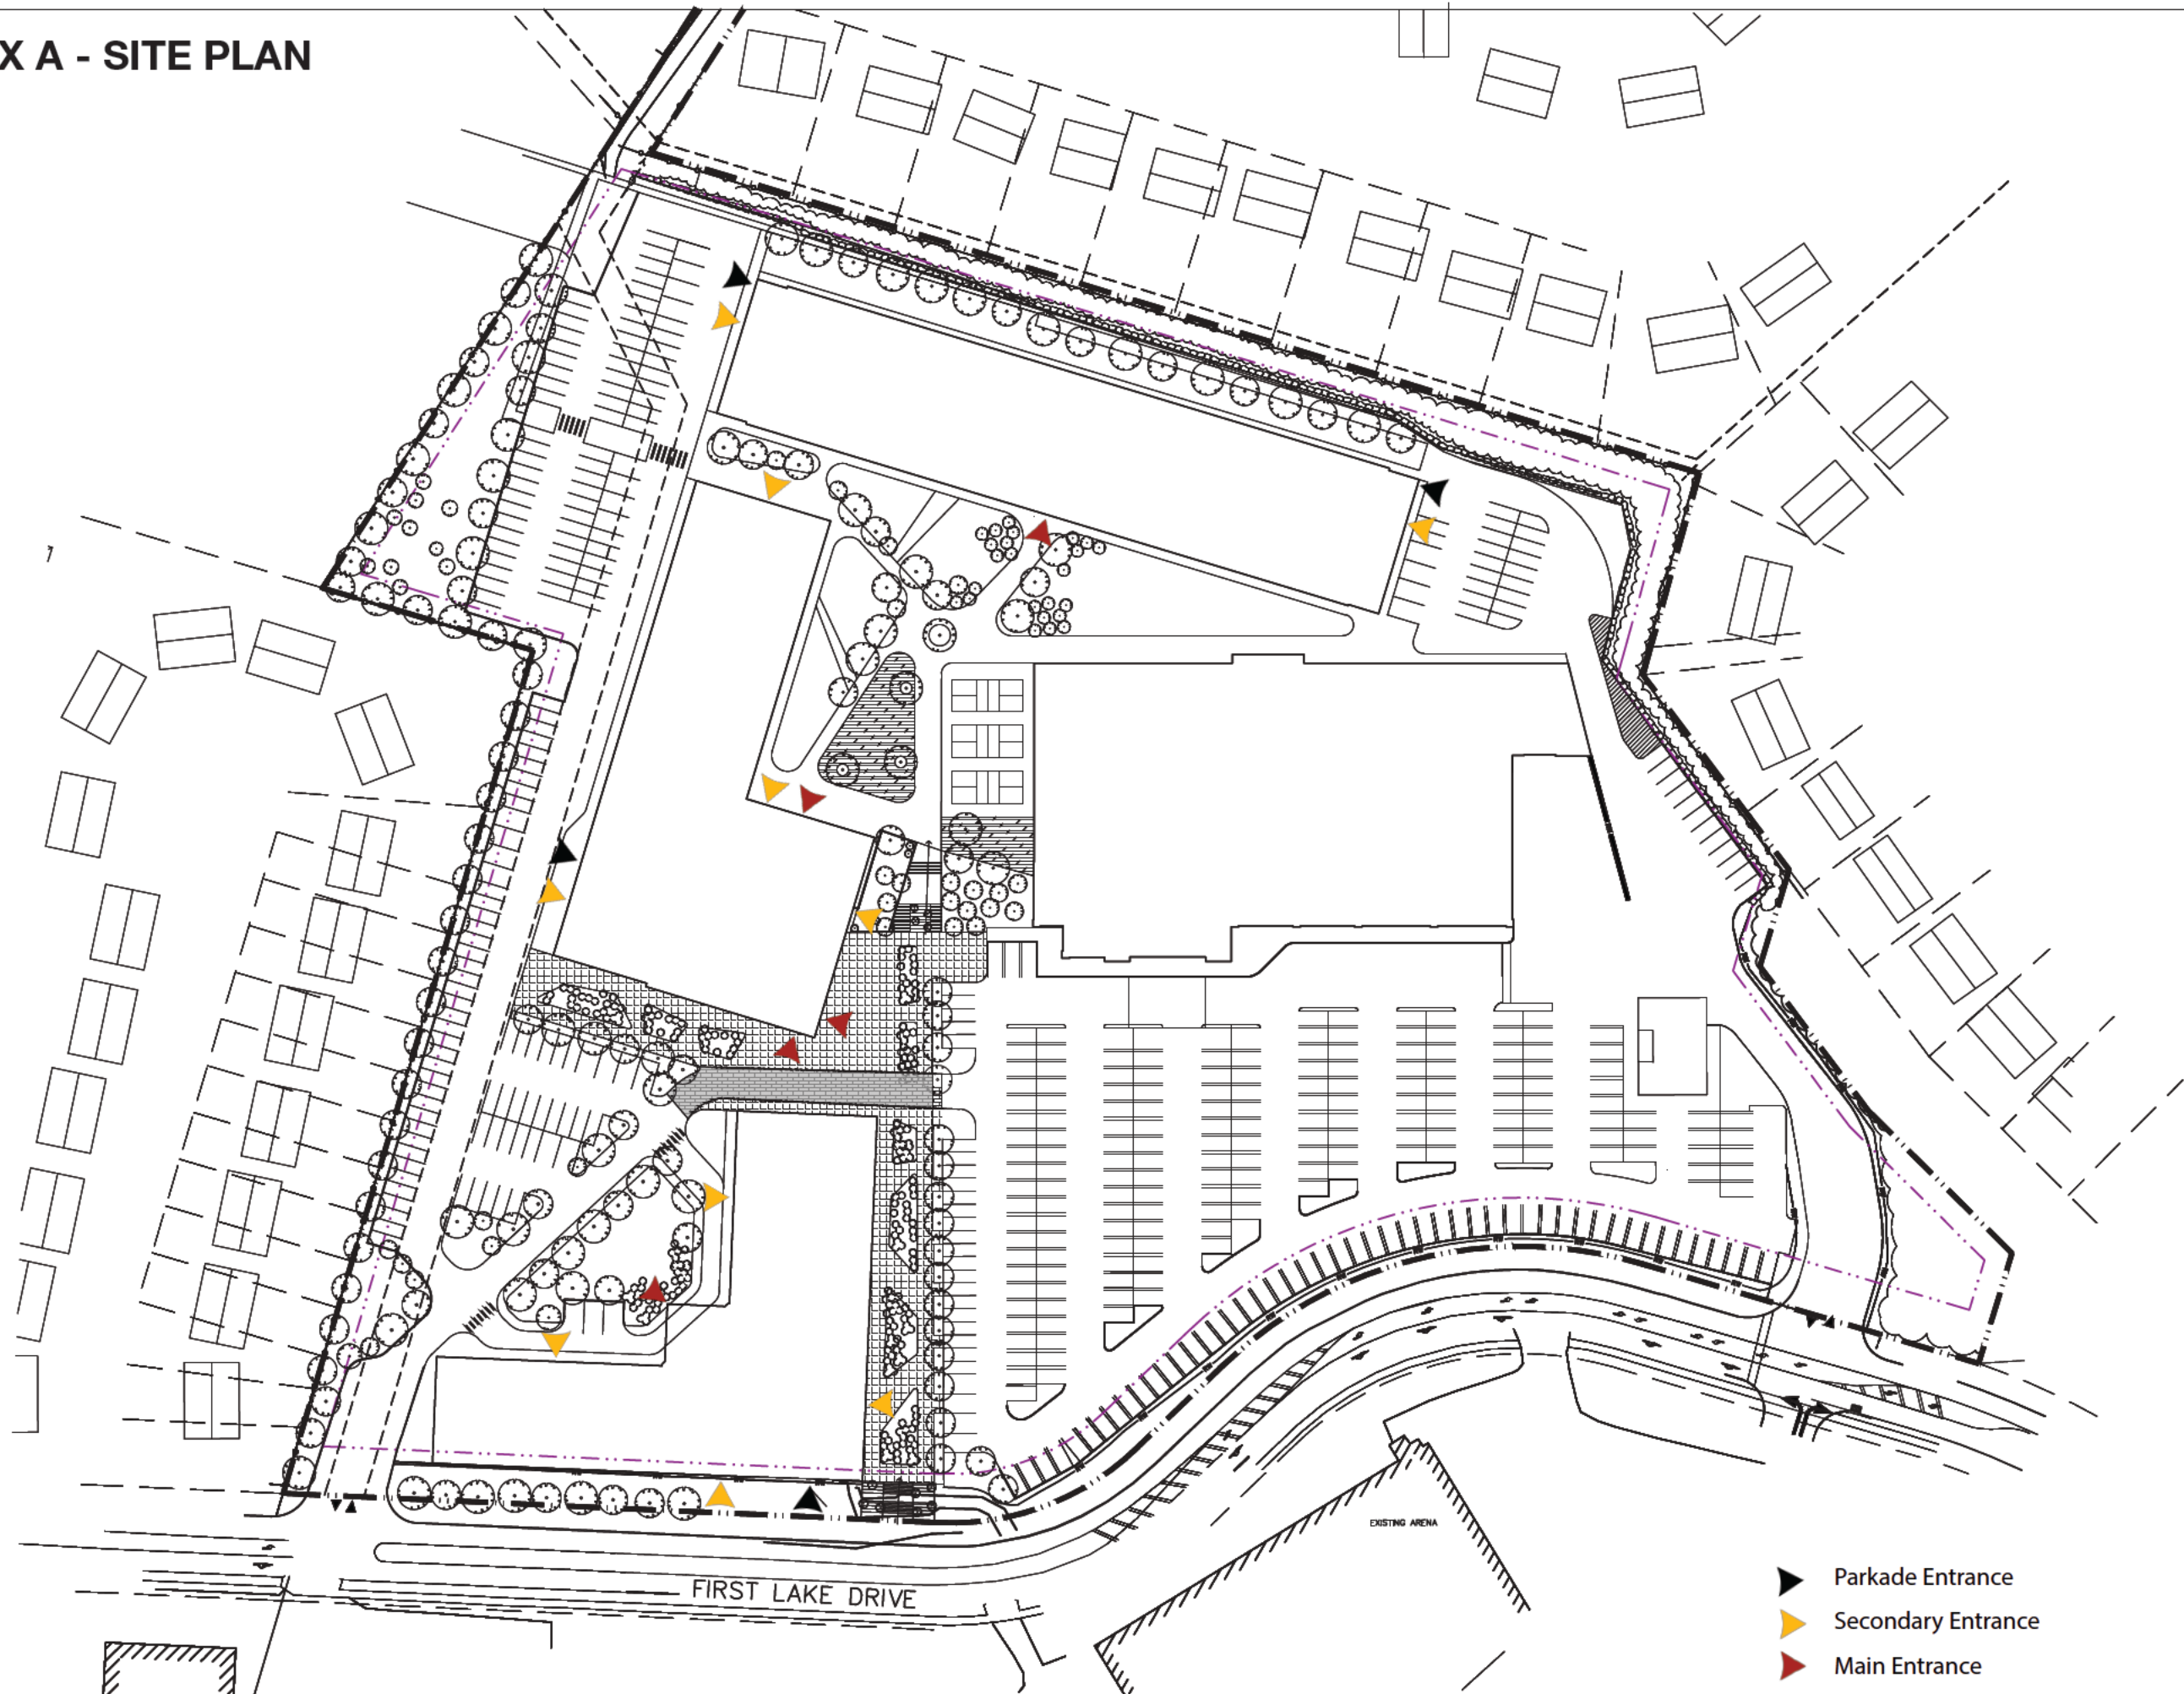 X A - SITE PLAN
EXISTING ARENA
FIRST LAKE DRIVE
Parkade Entrance
Secondary Entrance
Main Entrance